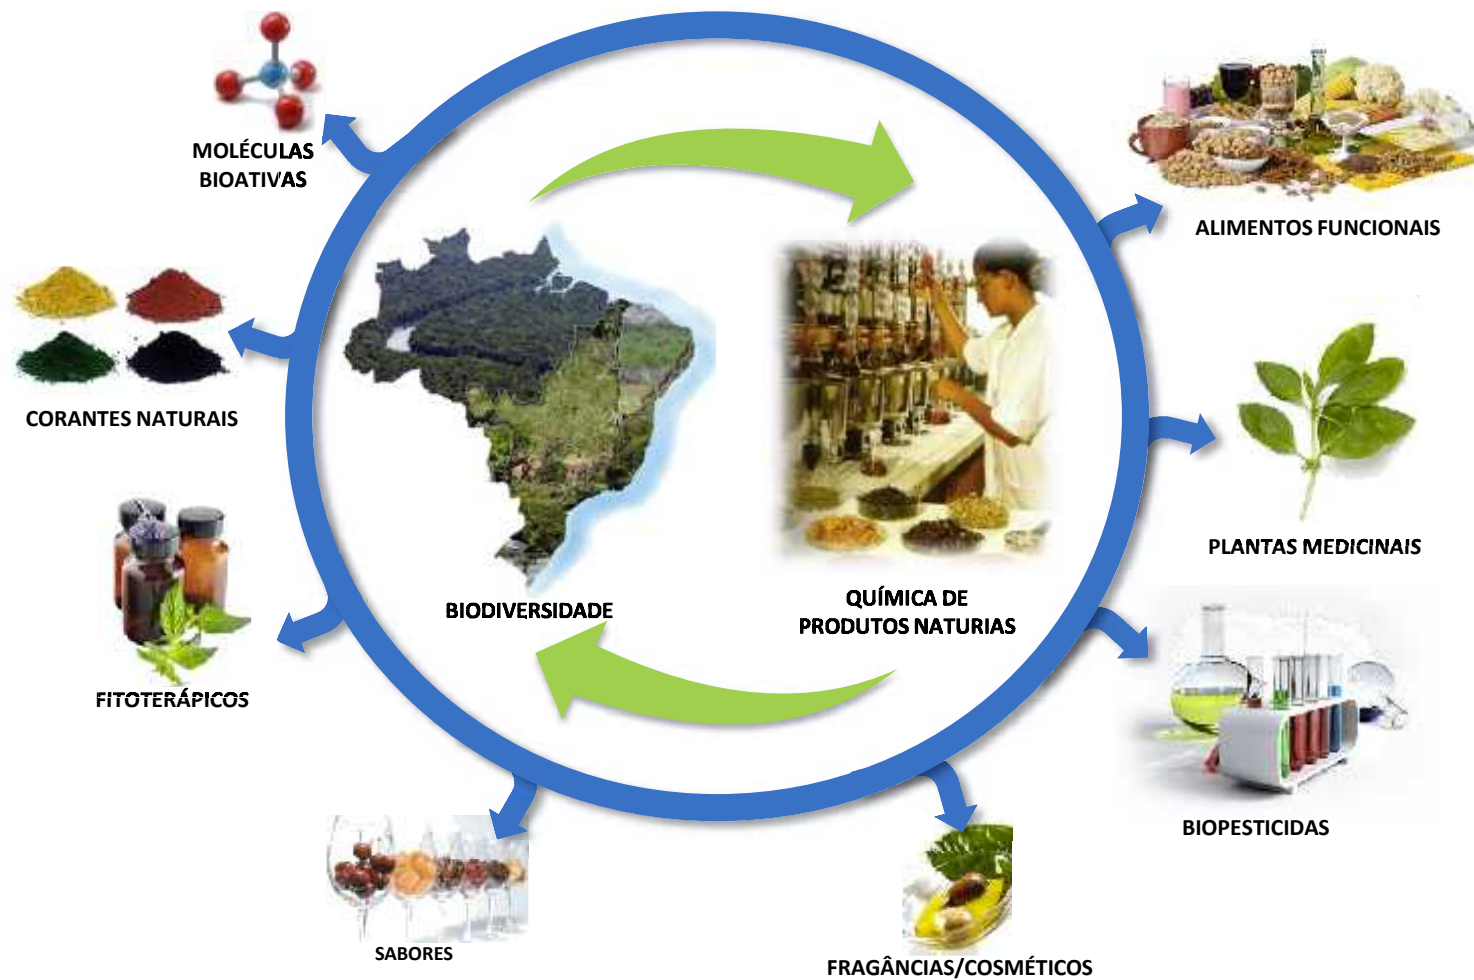 MOLÉCULAS
BIOATIVAS
ALIMENTOS FUNCIONAIS
CORANTES NATURAIS
PLANTAS MEDICINAIS
BIODIVERSIDADE
QUÍMICA DE
PRODUTOS NATURIAS
FITOTERÁPICOS
BIOPESTICIDAS
SABORES
FRAGÂNCIAS/COSMÉTICOS